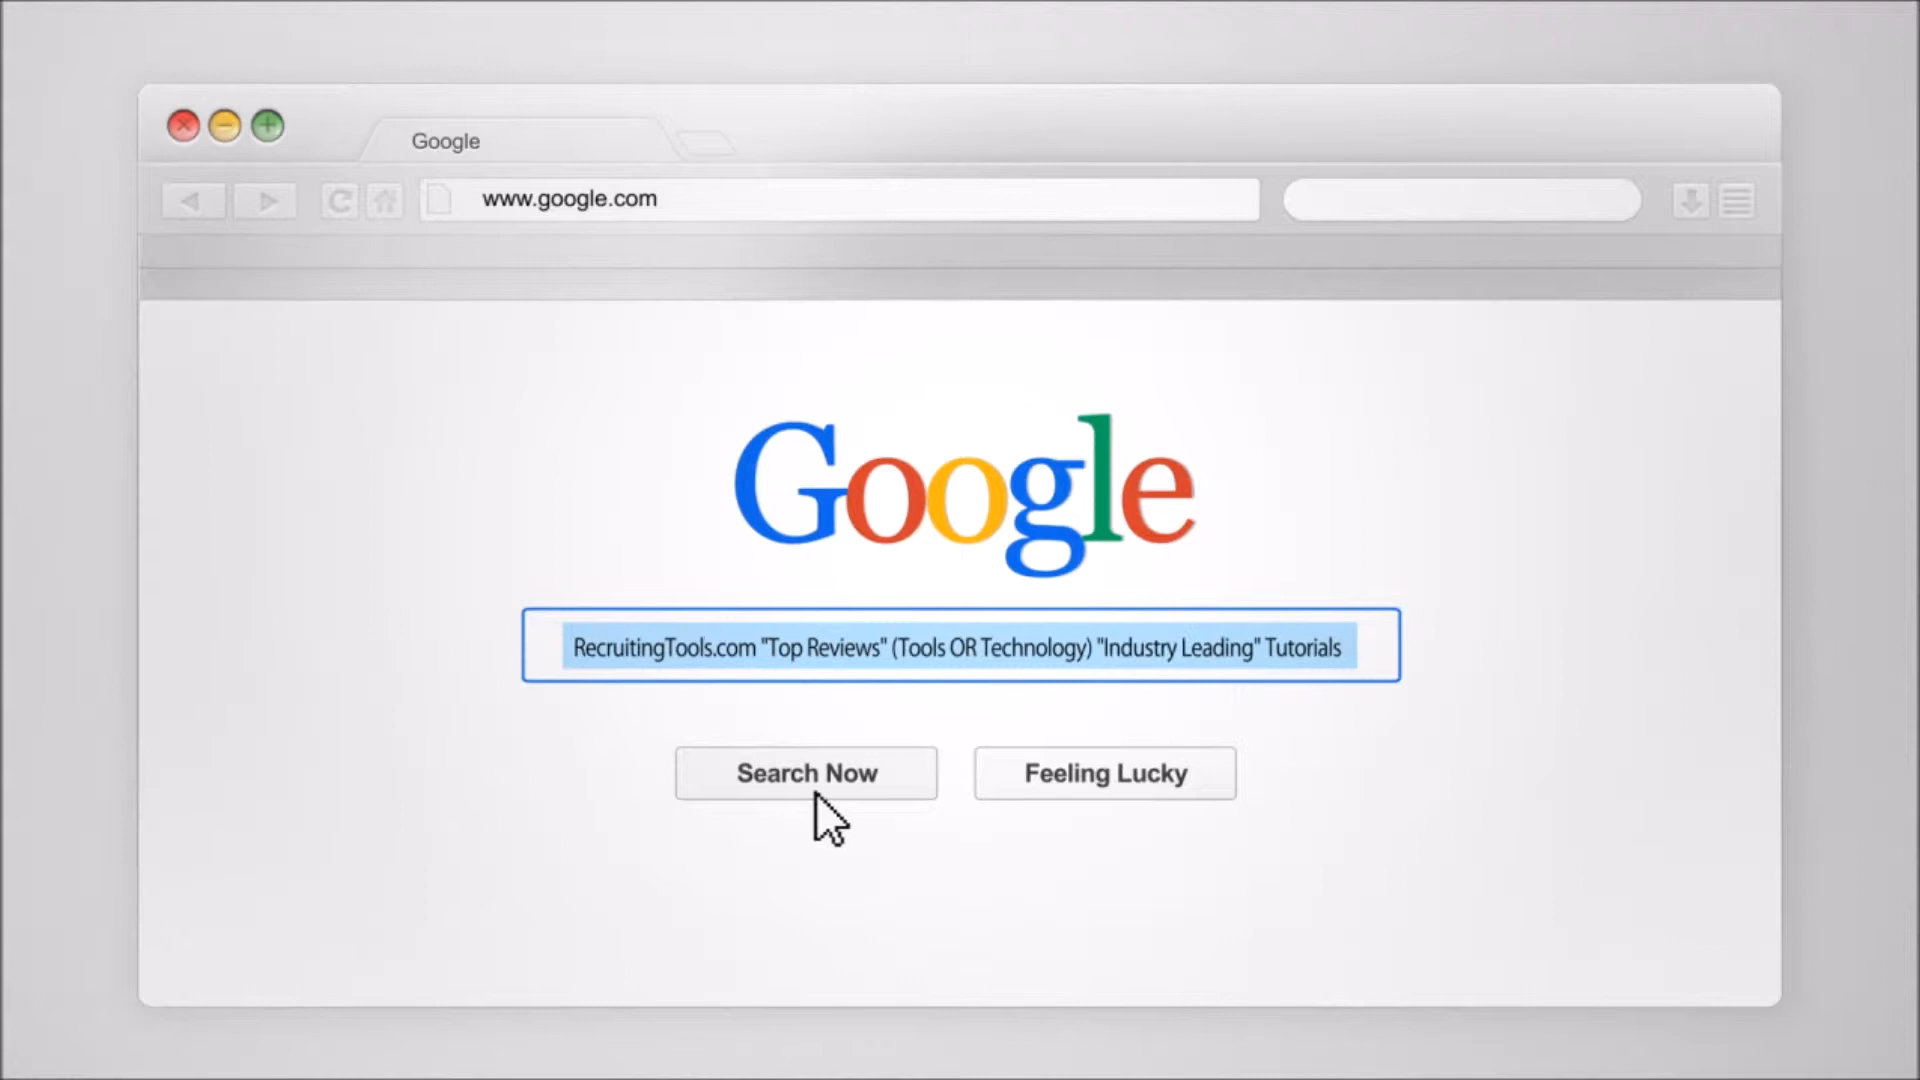 Google
www.google.com
Google
RecruitingTools.com "Top Reviews" (Tools OR Technology) "Industry Leading" Tutorials
Search Now
Feeling Lucky